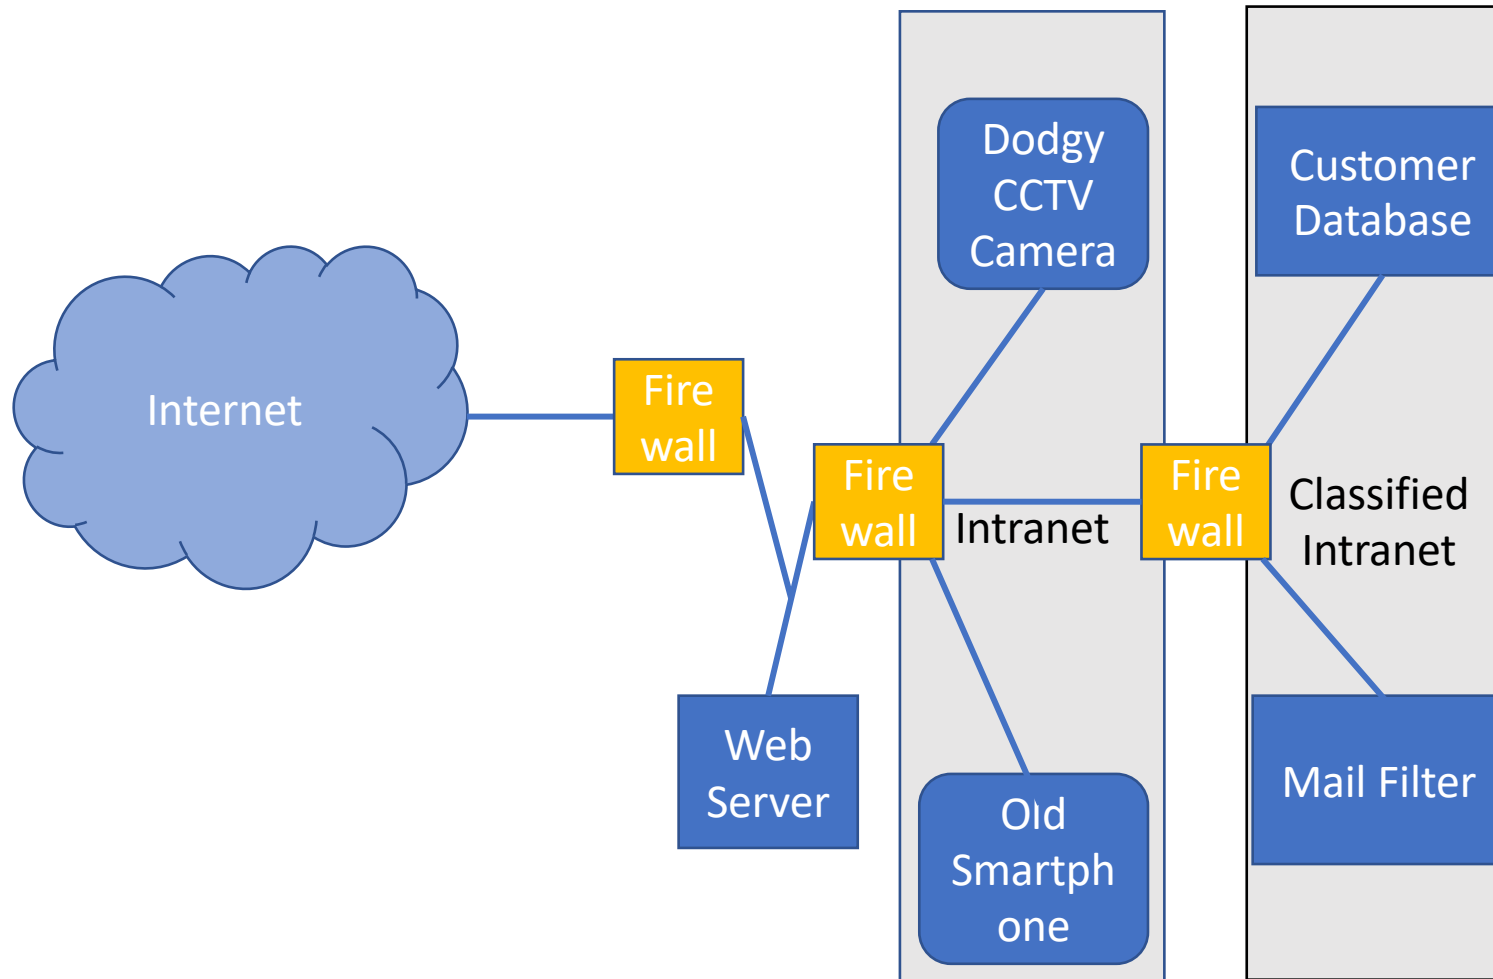 Internet
Fire
wall
Web
Server
Fire
wall
Dodgy
CCTV
Camera
Intranet
Old
Smartph
one
Fire
wall
Customer
Database
Classified
Intranet
Mail Filter